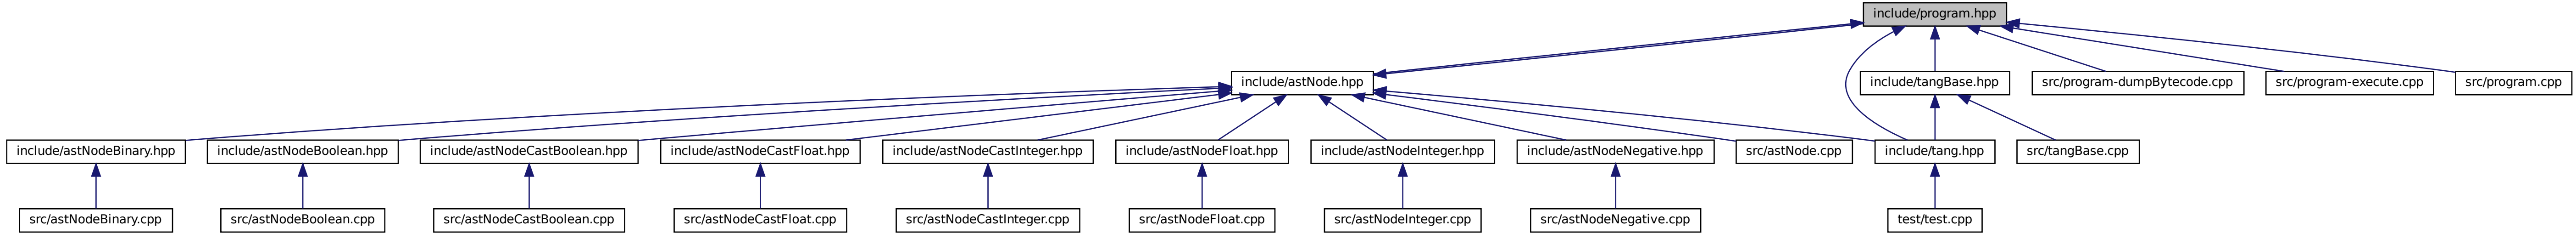 include/program.hpp
include/astNode.hpp
include/tangBase.hpp
src/program-dumpBytecode.cpp
src/program-execute.cpp
src/program.cpp
include/astNodeBinary.hpp
include/astNodeBoolean.hpp
include/astNodeCastBoolean.hpp
include/astNodeCastFloat.hpp
include/astNodeCastInteger.hpp
include/astNodeFloat.hpp
include/astNodeInteger.hpp
include/astNodeNegative.hpp
src/astNode.cpp
include/tang.hpp
src/tangBase.cpp
src/astNodeBinary.cpp
src/astNodeBoolean.cpp
src/astNodeCastBoolean.cpp
src/astNodeCastFloat.cpp
src/astNodeCastInteger.cpp
src/astNodeFloat.cpp
src/astNodeInteger.cpp
src/astNodeNegative.cpp
test/test.cpp